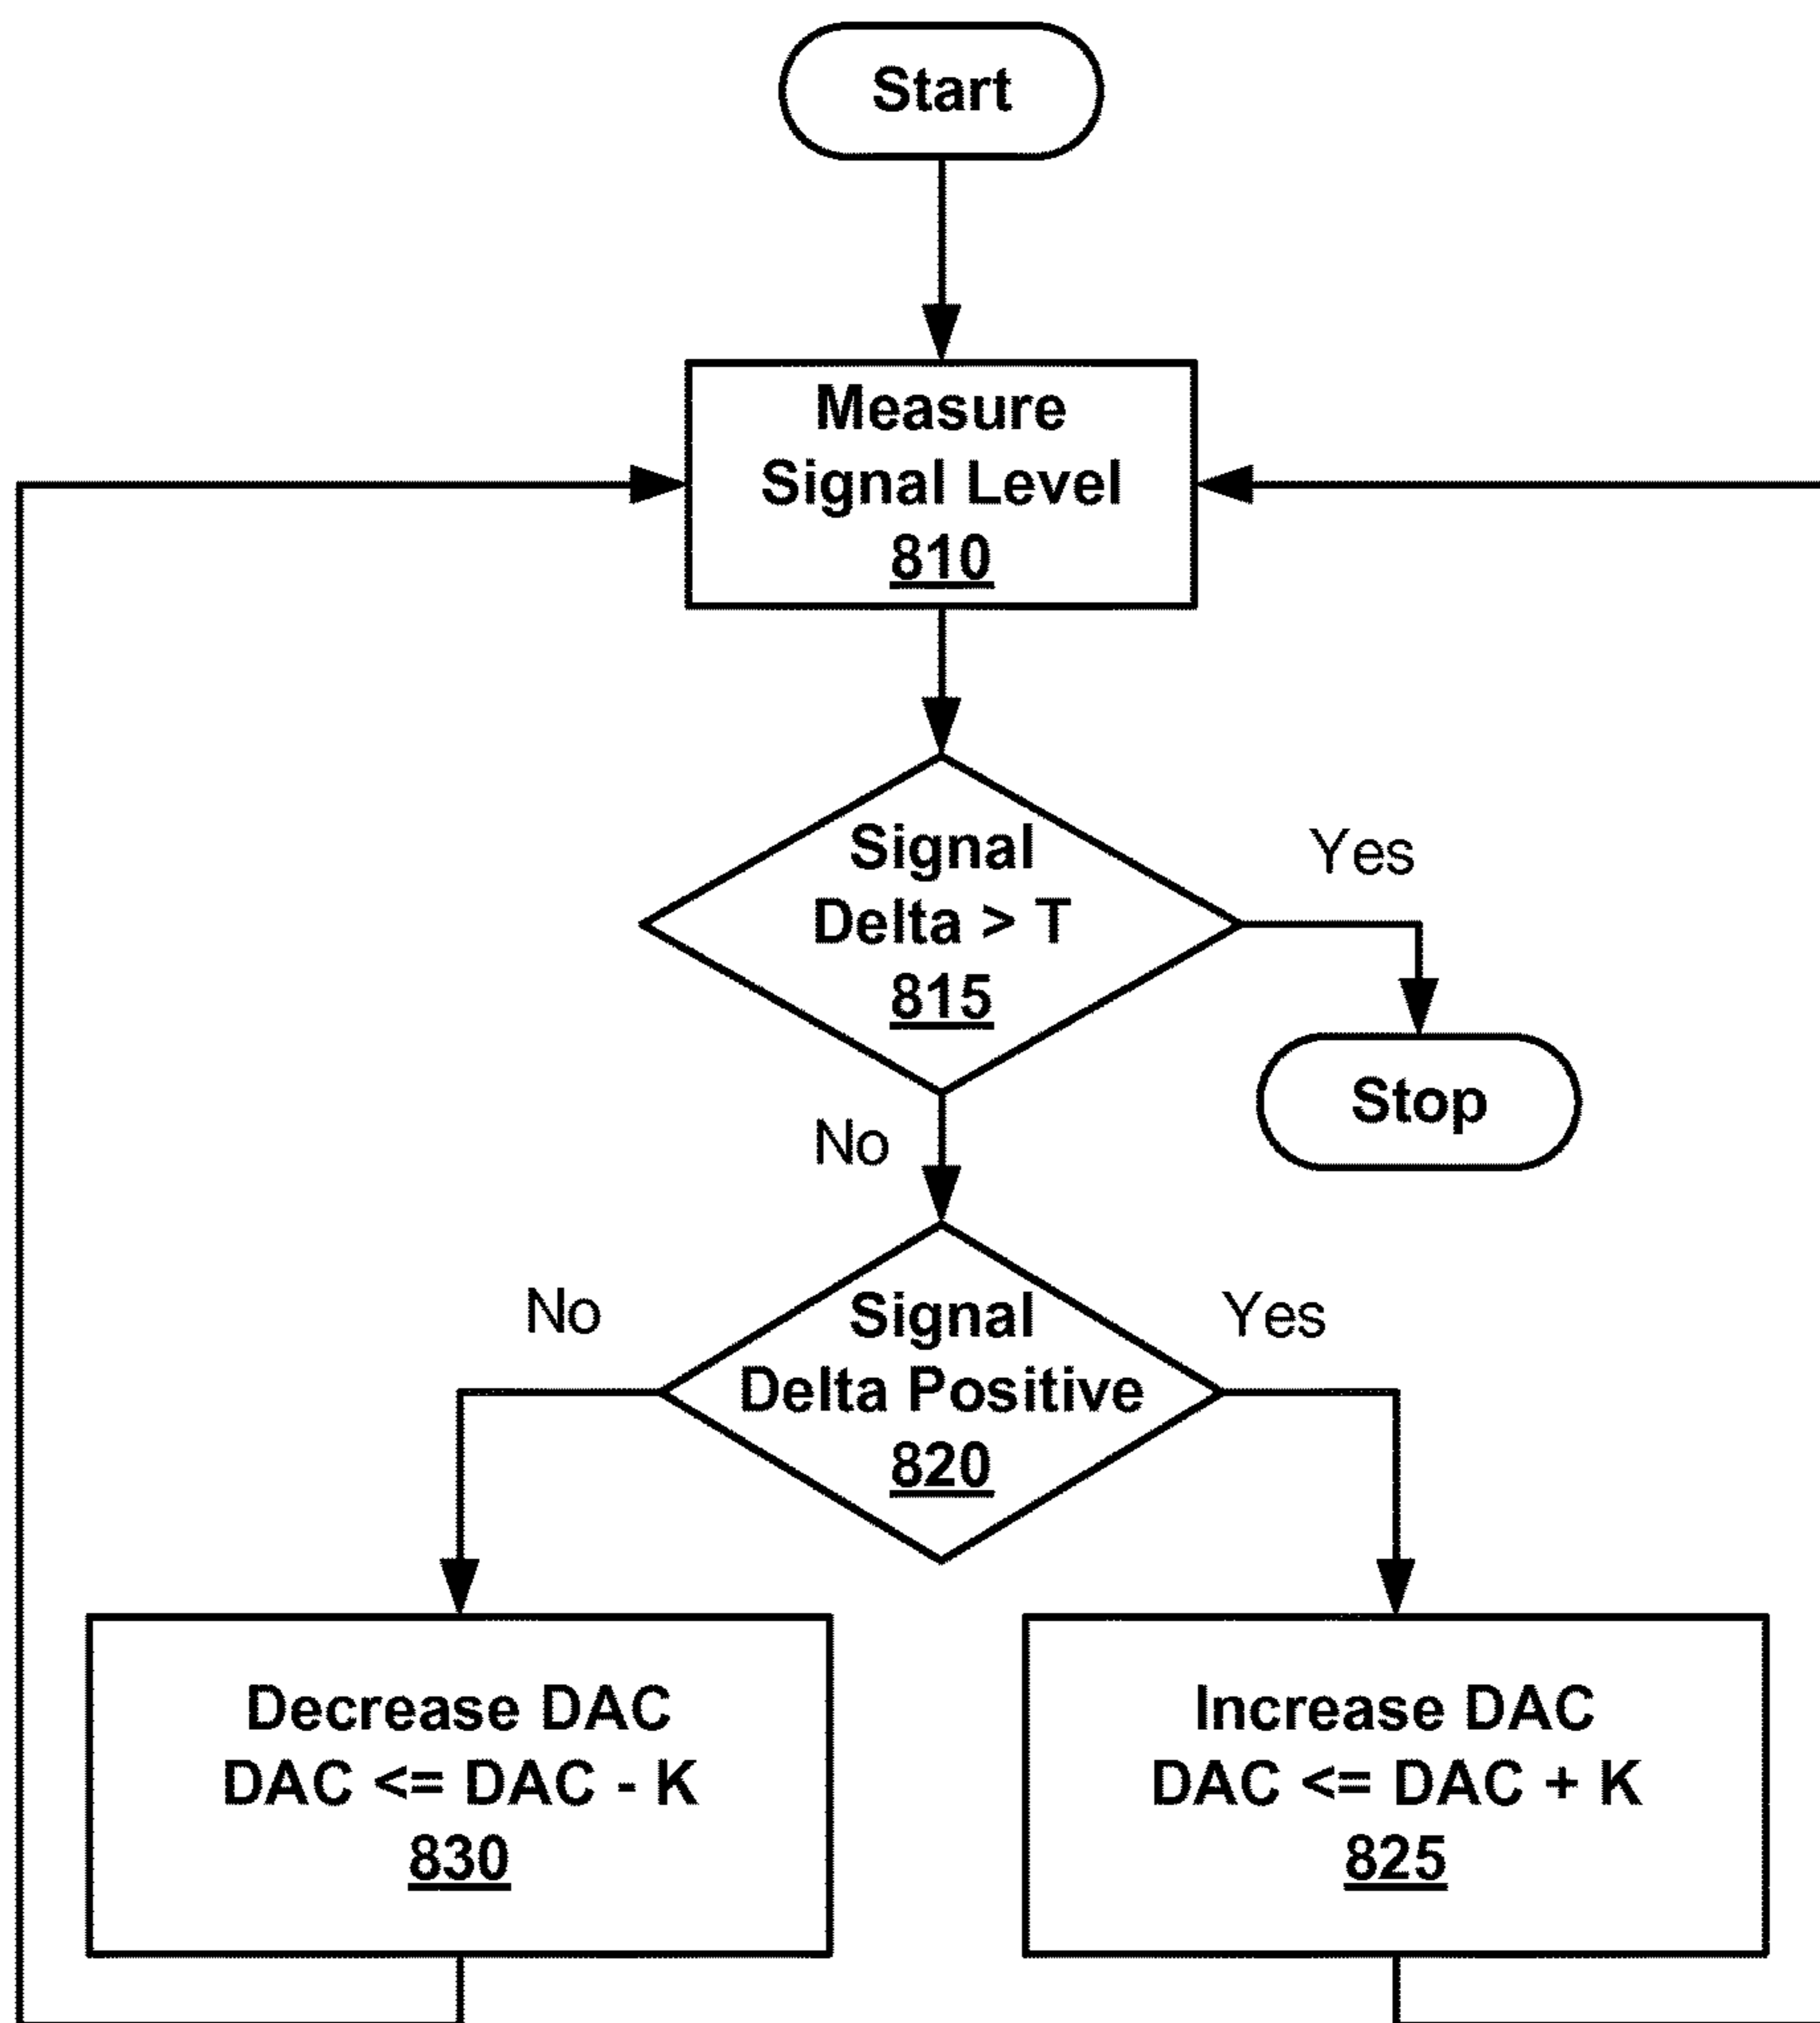 Start
Measure
Signal Level
810
Signal
Delta > T
815
Yes
Stop
No
Signal
Delta Positive
820
No
Yes
Decrease DAC
DAC <= DAC - K
830
Increase DAC
DAC <= DAC + K
825